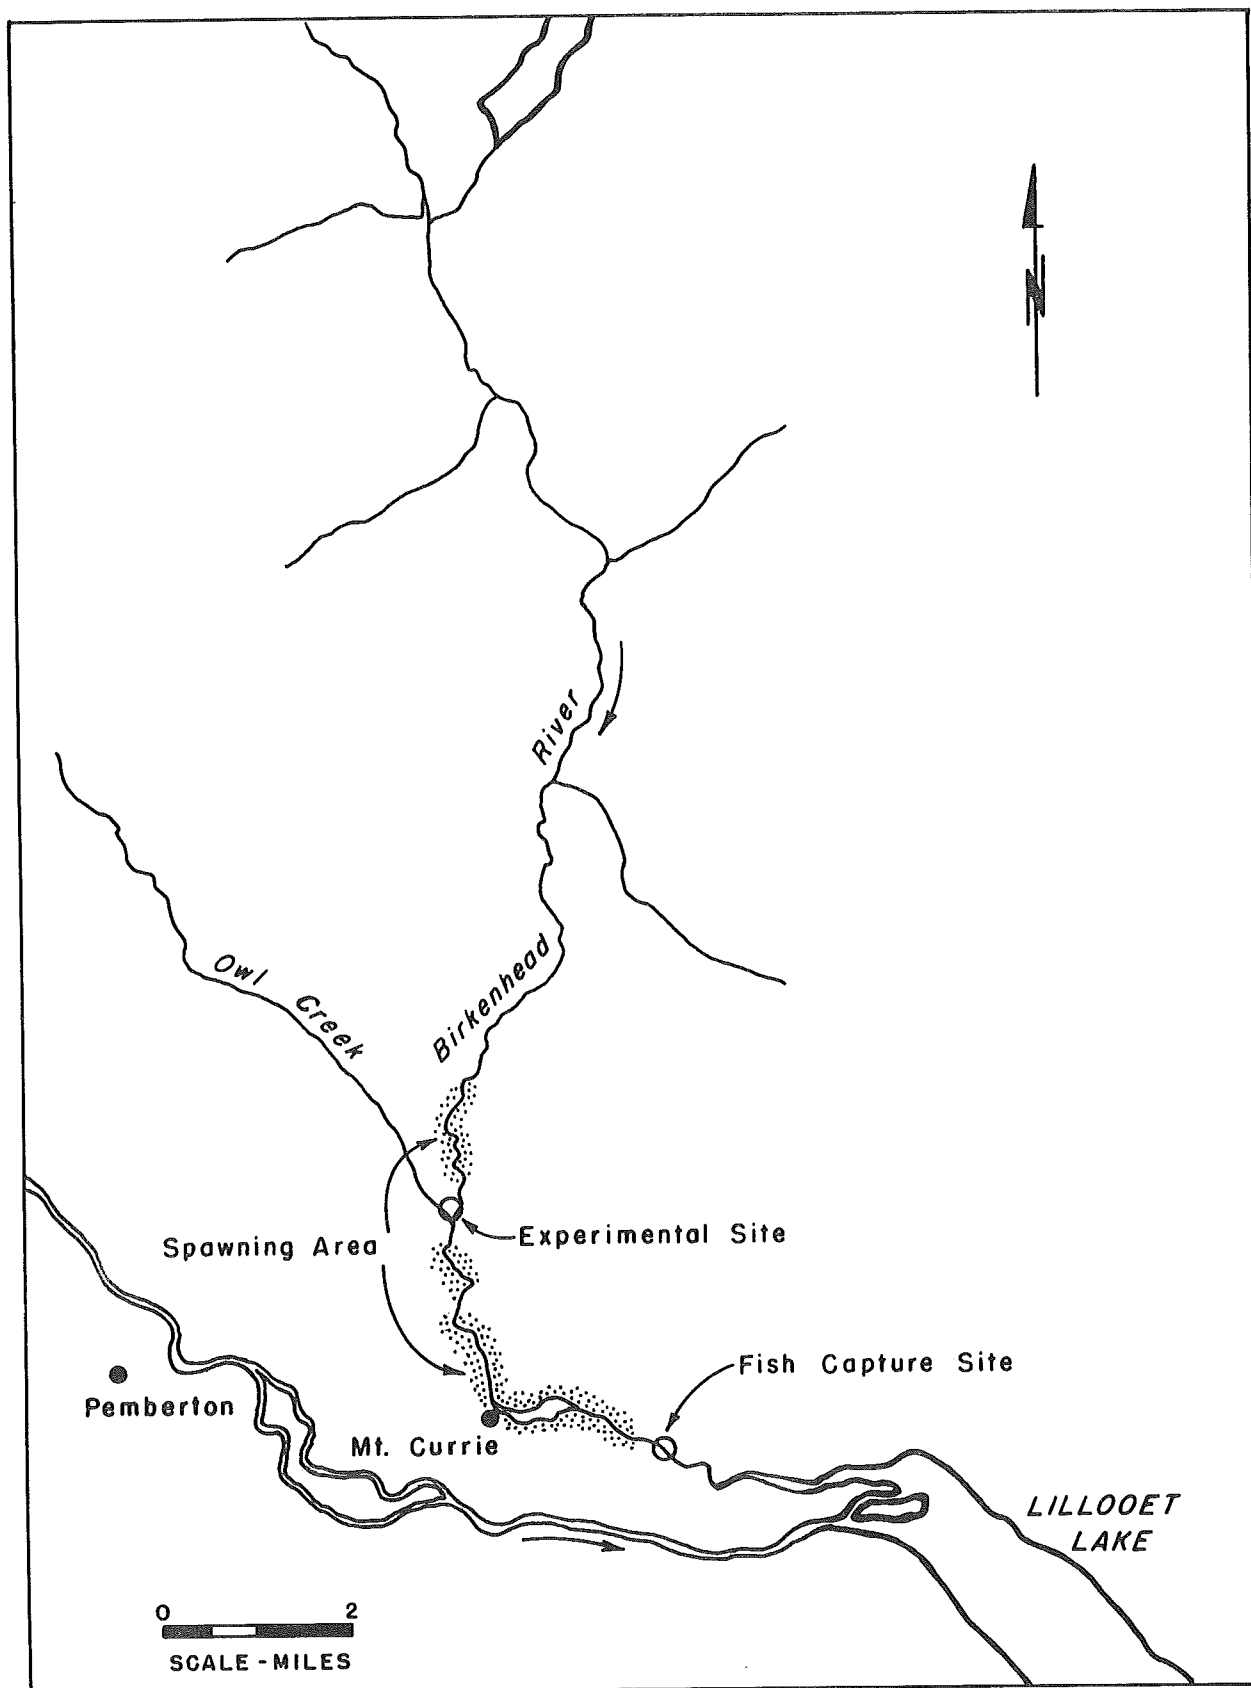 N
River
Birkenhead
Owl Creek
Spawning Area
Experimental Site
Fish Capture Site
Pemberton
Mt. Currie
LILLOOET
LAKE
0 2
SCALE - MILES